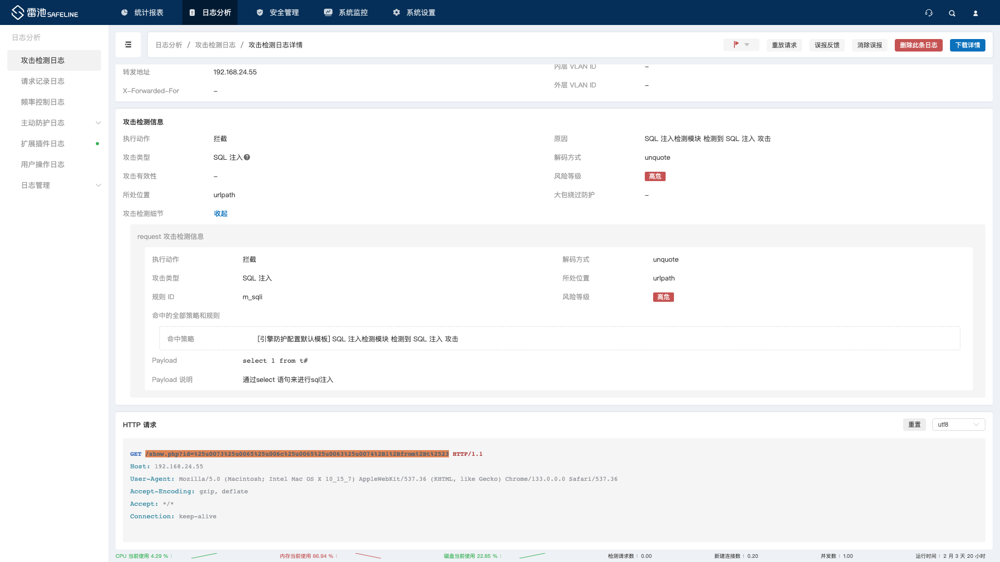 雷池 SAFELINE
统计报表
日志分析
安全管理
系统监控
系统设置
日志分析
攻击检测日志
请求记录日志
频率控制日志
主动防护日志
扩展插件日志
用户操作日志
日志管理
日志分析 / 攻击检测日志 / 攻击检测日志详情
重放请求
误报反馈
消除误报
删除此条日志
下载详情
转发地址 192.168.24.55
内层 VLAN ID –
X–Forwarded–For –
外层 VLAN ID –
攻击检测信息
执行动作 拦截
原因 SQL 注入检测模块 检测到 SQL 注入 攻击
攻击类型 SQL 注入
解码方式 unquote
攻击有效性 –
风险等级 高危
所处位置 urlpath
大包绕过防护 –
攻击检测细节 收起
request 攻击检测信息
执行动作 拦截
解码方式 unquote
攻击类型 SQL 注入
所处位置 urlpath
规则 ID m_sqli
风险等级 高危
命中的全部策略和规则
命中策略 [引擎防护配置默认模板] SQL 注入检测模块 检测到 SQL 注入 攻击
Payload select 1 from t#
Payload 说明 通过select 语句来进行sql注入
HTTP 请求
重置
utf8
GET /show.php?id=%25u0073%25u0065%25u006c%25u0065%25u0063%25u0074%2B1%2Bfrom%2Bt%2523 HTTP/1.1
Host: 192.168.24.55
User-Agent: Mozilla/5.0 (Macintosh; Intel Mac OS X 10_15_7) AppleWebKit/537.36 (KHTML, like Gecko) Chrome/133.0.0.0 Safari/537.36
Accept-Encoding: gzip, deflate
Accept: */*
Connection: keep-alive
CPU 当前使用 4.29 % :
内存当前使用 86.94 % :
磁盘当前使用 22.85 % :
检测请求数 : 0.00
新建连接数 : 0.20
并发数 : 1.00
运行时间 : 2 月 3 天 20 小时